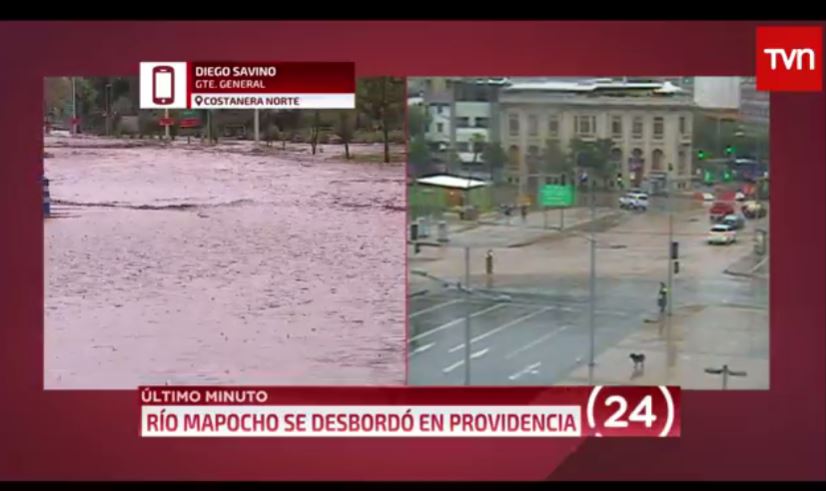 TVN
DIEGO SAVINO
GTE. GENERAL
COSTANERA NORTE
ÚLTIMO MINUTO
RÍO MAPOCHO SE DESBORDÓ EN PROVIDENCIA
(24)